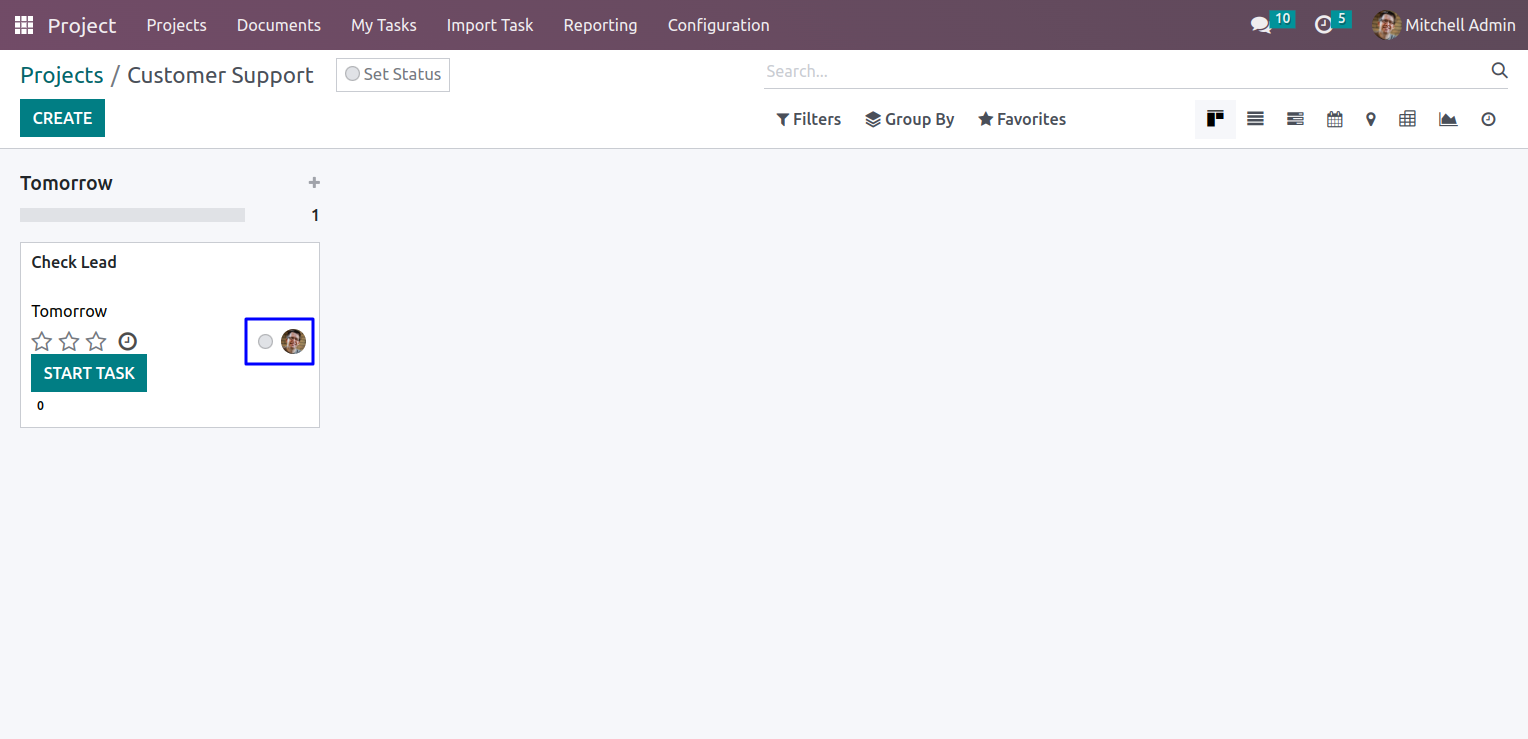 Project Projects Documents My Tasks Import Task Reporting Configuration 10 5 Mitchell Admin
Projects / Customer Support Set Status Search...
CREATE Filters Group By Favorites
Tomorrow +
1
Check Lead
Tomorrow
START TASK
0